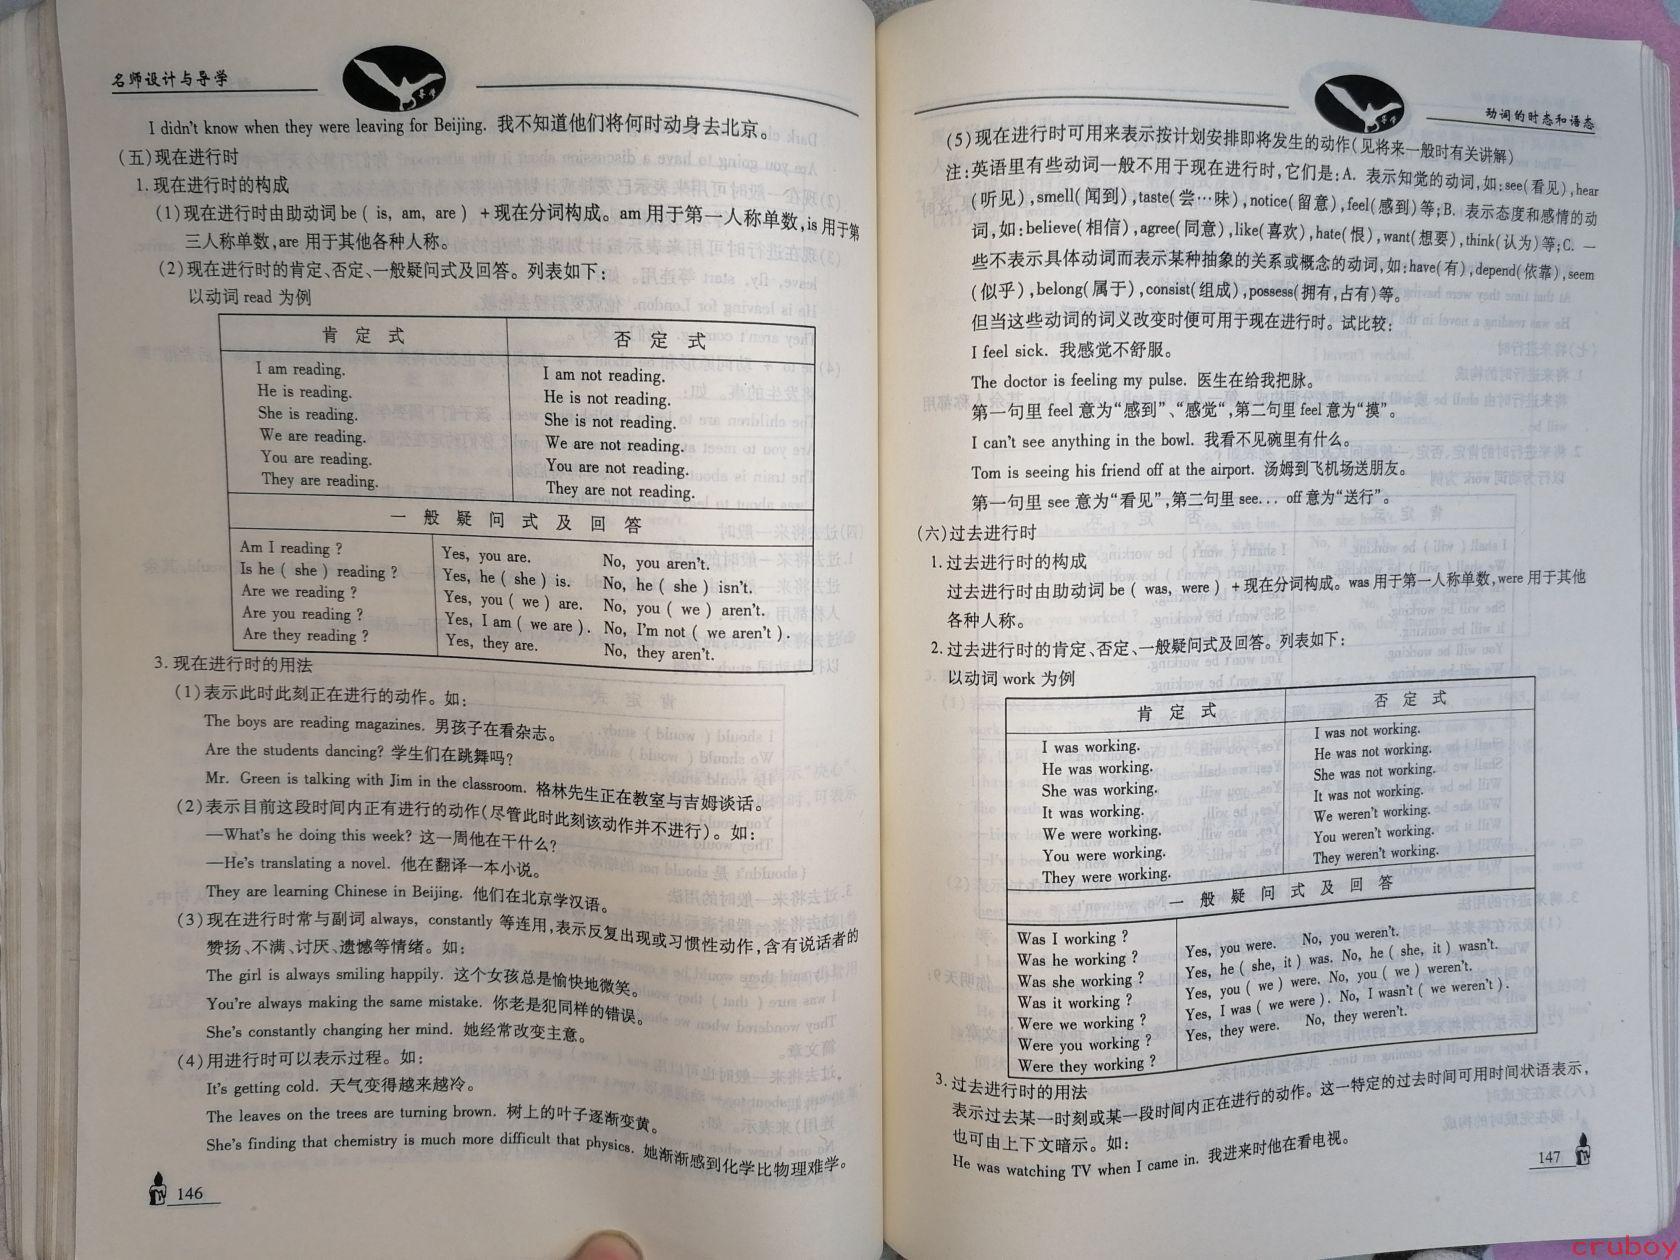 名师设计与导学
I didn't know when they were leaving for Beijing. 我不知道他们将何时动身去北京。
(五)现在进行时
1. 现在进行时的构成
(1)现在进行时由助动词 be ( is, am, are ) +现在分词构成。am 用于第一人称单数,is 用于第
三人称单数,are 用于其他各种人称。
(2)现在进行时的肯定、否定、一般疑问式及回答。列表如下:
以动词 read 为例
肯 定 式 否 定 式
I am reading. I am not reading.
He is reading. He is not reading.
She is reading. She is not reading.
We are reading. We are not reading.
You are reading. You are not reading.
They are reading. They are not reading.
一 般 疑 问 式 及 回 答
Am I reading ? Yes, you are. No, you aren't.
Is he ( she ) reading ? Yes, he ( she ) is. No, he ( she ) isn't.
Are we reading ? Yes, you ( we ) are. No, you ( we ) aren't.
Are you reading ? Yes, I am ( we are ). No, I'm not ( we aren't ).
Are they reading ? Yes, they are. No, they aren't.
3. 现在进行时的用法
(1)表示此时此刻正在进行的动作。如:
The boys are reading magazines. 男孩子在看杂志。
Are the students dancing? 学生们在跳舞吗?
Mr. Green is talking with Jim in the classroom. 格林先生正在教室与吉姆谈话。
(2)表示目前这段时间内正有进行的动作(尽管此时此刻该动作并不进行)。如:
—What's he doing this week? 这一周他在干什么?
—He's translating a novel. 他在翻译一本小说。
They are learning Chinese in Beijing. 他们在北京学汉语。
(3)现在进行时常与副词 always, constantly 等连用,表示反复出现或习惯性动作,含有说话者的
赞扬、不满、讨厌、遗憾等情绪。如:
The girl is always smiling happily. 这个女孩总是愉快地微笑。
You're always making the same mistake. 你老是犯同样的错误。
She's constantly changing her mind. 她经常改变主意。
(4)用进行时可以表示过程。如:
It's getting cold. 天气变得越来越冷。
The leaves on the trees are turning brown. 树上的叶子逐渐变黄。
She's finding that chemistry is much more difficult that physics. 她渐渐感到化学比物理难学。
146
动词的时态和语态
(5)现在进行时可用来表示按计划安排即将发生的动作(见将来一般时有关讲解)
注:英语里有些动词一般不用于现在进行时,它们是:A. 表示知觉的动词,如:see(看见),hear
(听见),smell(闻到),taste(尝…味),notice(留意),feel(感到)等;B. 表示态度和感情的动
词,如:believe(相信),agree(同意),like(喜欢),hate(恨),want(想要),think(认为)等;C. 一
些不表示具体动词而表示某种抽象的关系或概念的动词,如:have(有),depend(依靠),seem
(似乎),belong(属于),consist(组成),possess(拥有,占有)等。
但当这些动词的词义改变时便可用于现在进行时。试比较:
I feel sick. 我感觉不舒服。
The doctor is feeling my pulse. 医生在给我把脉。
第一句里 feel 意为“感到”、“感觉“,第二句里 feel 意为“摸”。
I can't see anything in the bowl. 我看不见碗里有什么。
Tom is seeing his friend off at the airport. 汤姆到飞机场送朋友。
第一句里 see 意为“看见”,第二句里 see... off 意为“送行”。
(六)过去进行时
1. 过去进行时的构成
过去进行时由助动词 be ( was, were ) +现在分词构成。was 用于第一人称单数,were 用于其他
各种人称。
2. 过去进行时的肯定、否定、一般疑问式及回答。列表如下:
以动词 work 为例
肯 定 式 否 定 式
I was working. I was not working.
He was working. He was not working.
She was working. She was not working.
It was working. It was not working.
We were working. We weren't working.
You were working. You weren't working.
They were working. They weren't working.
一 般 疑 问 式 及 回 答
Was I working ? Yes, you were. No, you weren't.
Was he working ? Yes, he ( she, it ) was. No, he ( she, it ) wasn't.
Was she working ? Yes, you ( we ) were. No, you ( we ) weren't.
Was it working ? Yes, I was ( we were ). No, I wasn't ( we weren't ).
Were we working ? Yes, they were. No, they weren't.
Were you working ?
Were they working ?
3. 过去进行时的用法
表示过去某一时刻或某一段时间内正在进行的动作。这一特定的过去时间可用时间状语表示,
也可由上下文暗示。如:
He was watching TV when I came in. 我进来时他在看电视。
147
cruboy